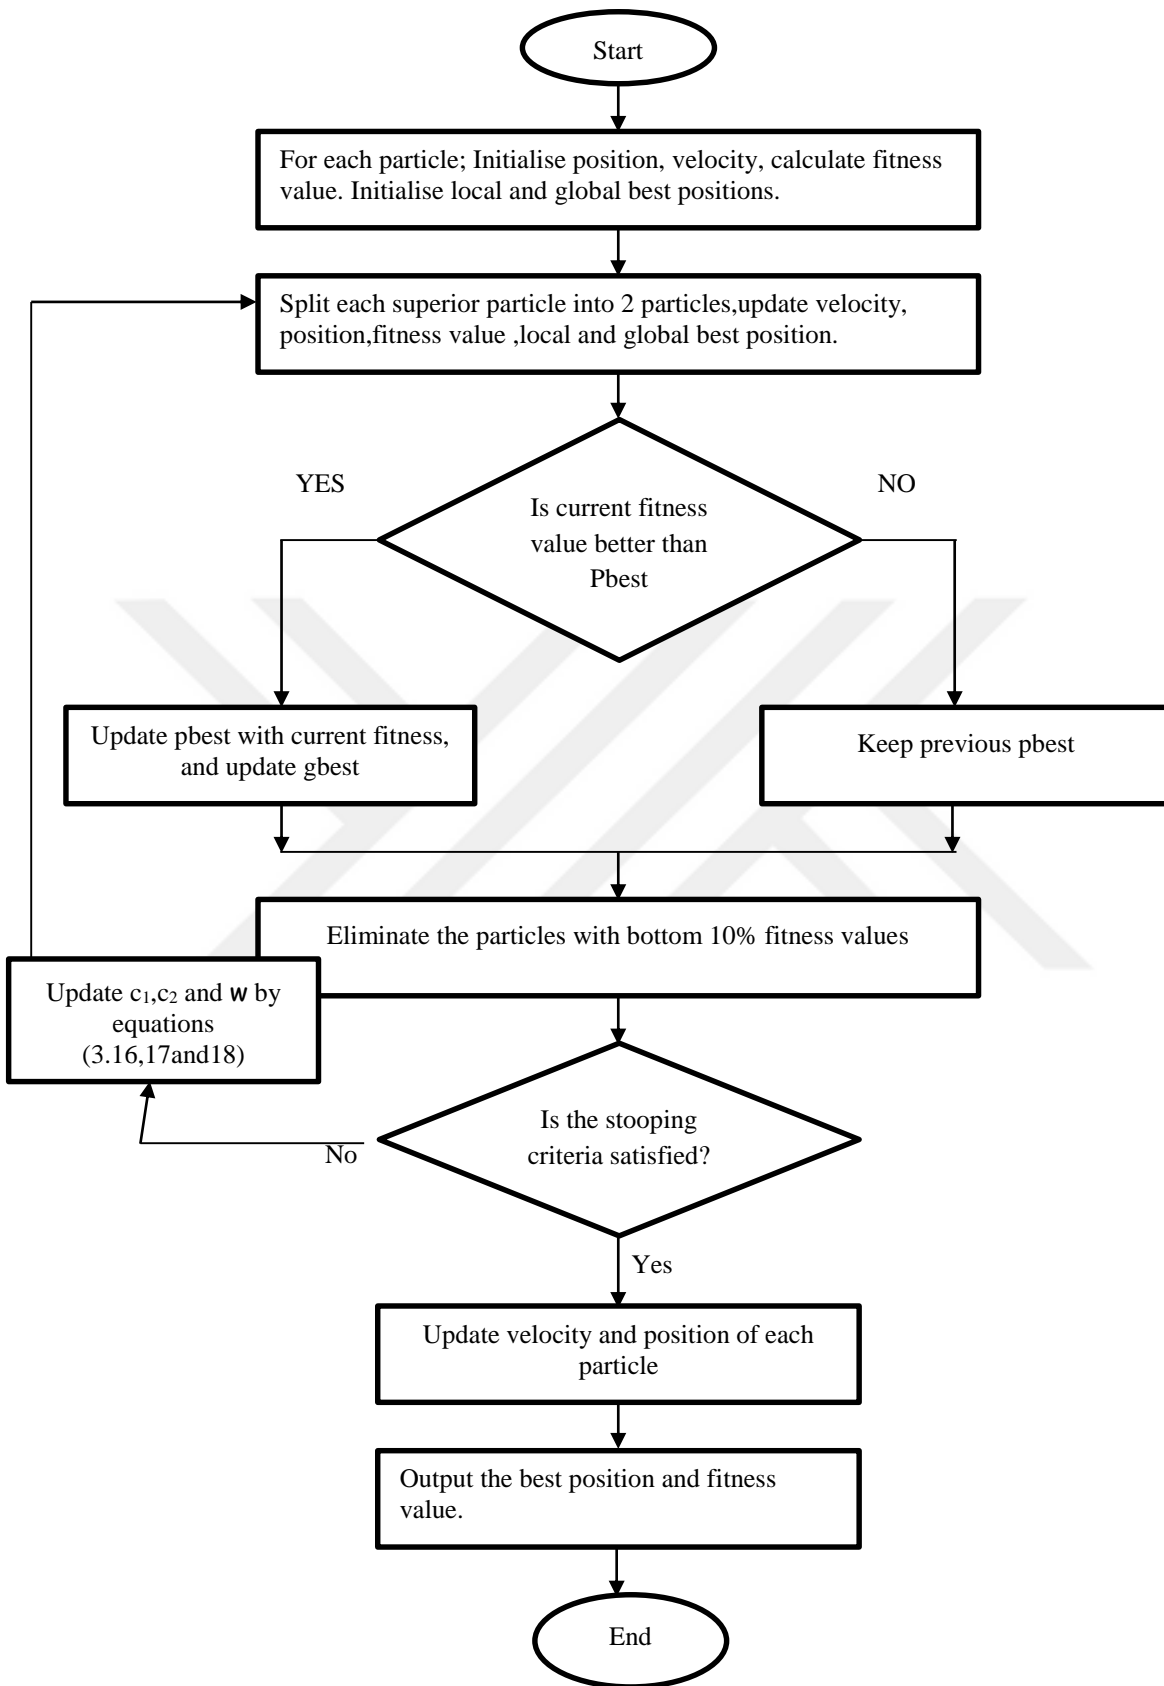 Start
For each particle; Initialise position, velocity, calculate fitness
value. Initialise local and global best positions.
Split each superior particle into 2 particles,update velocity,
position,fitness value ,local and global best position.
YES
NO
Is current fitness
value better than
Pbest
Update pbest with current fitness,
and update gbest
Keep previous pbest
Eliminate the particles with bottom 10% fitness values
Update c₁,c₂ and w by
equations
(3.16,17and18)
Is the stooping
criteria satisfied?
No
Yes
Update velocity and position of each
particle
Output the best position and fitness
value.
End